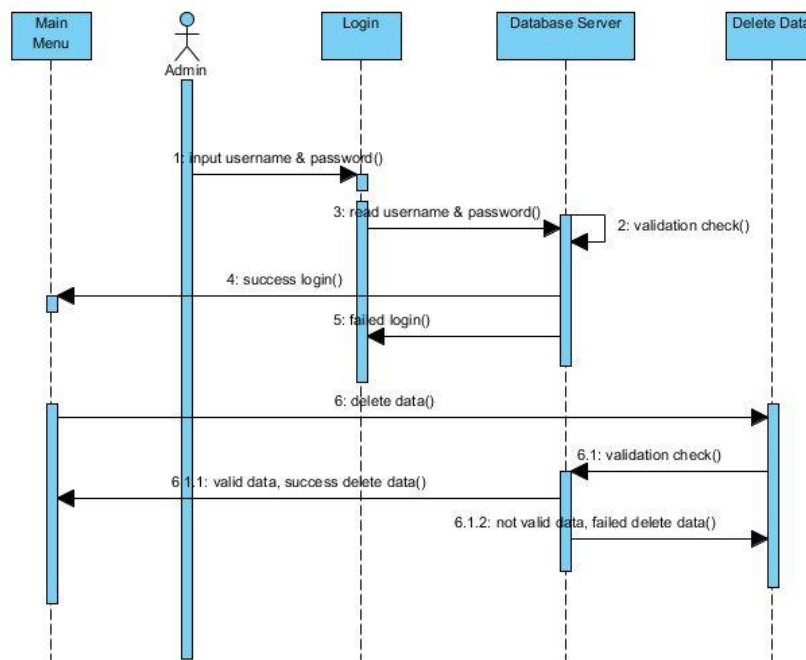 Main
Menu
Admin
Login
Database Server
Delete Data
1: input username & password()
3: read username & password()
2: validation check()
4: success login()
5: failed login()
6: delete data()
6.1: validation check()
6.1.1: valid data, success delete data()
6.1.2: not valid data, failed delete data()